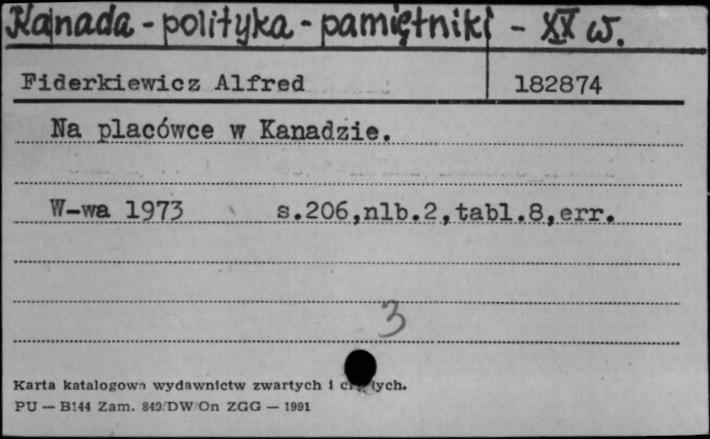 Kanada - polityka - pamiętniki - XX w.
Fiderkiewicz Alfred 182874
Na placówce w Kanadzie.
W-wa 1973 s.206,nlb.2,tabl.8,err.
3
Karta katalogowa wydawnictw zwartych i ciągłych.
PU — B144 Zam. 849/DW/On ZGG — 1991